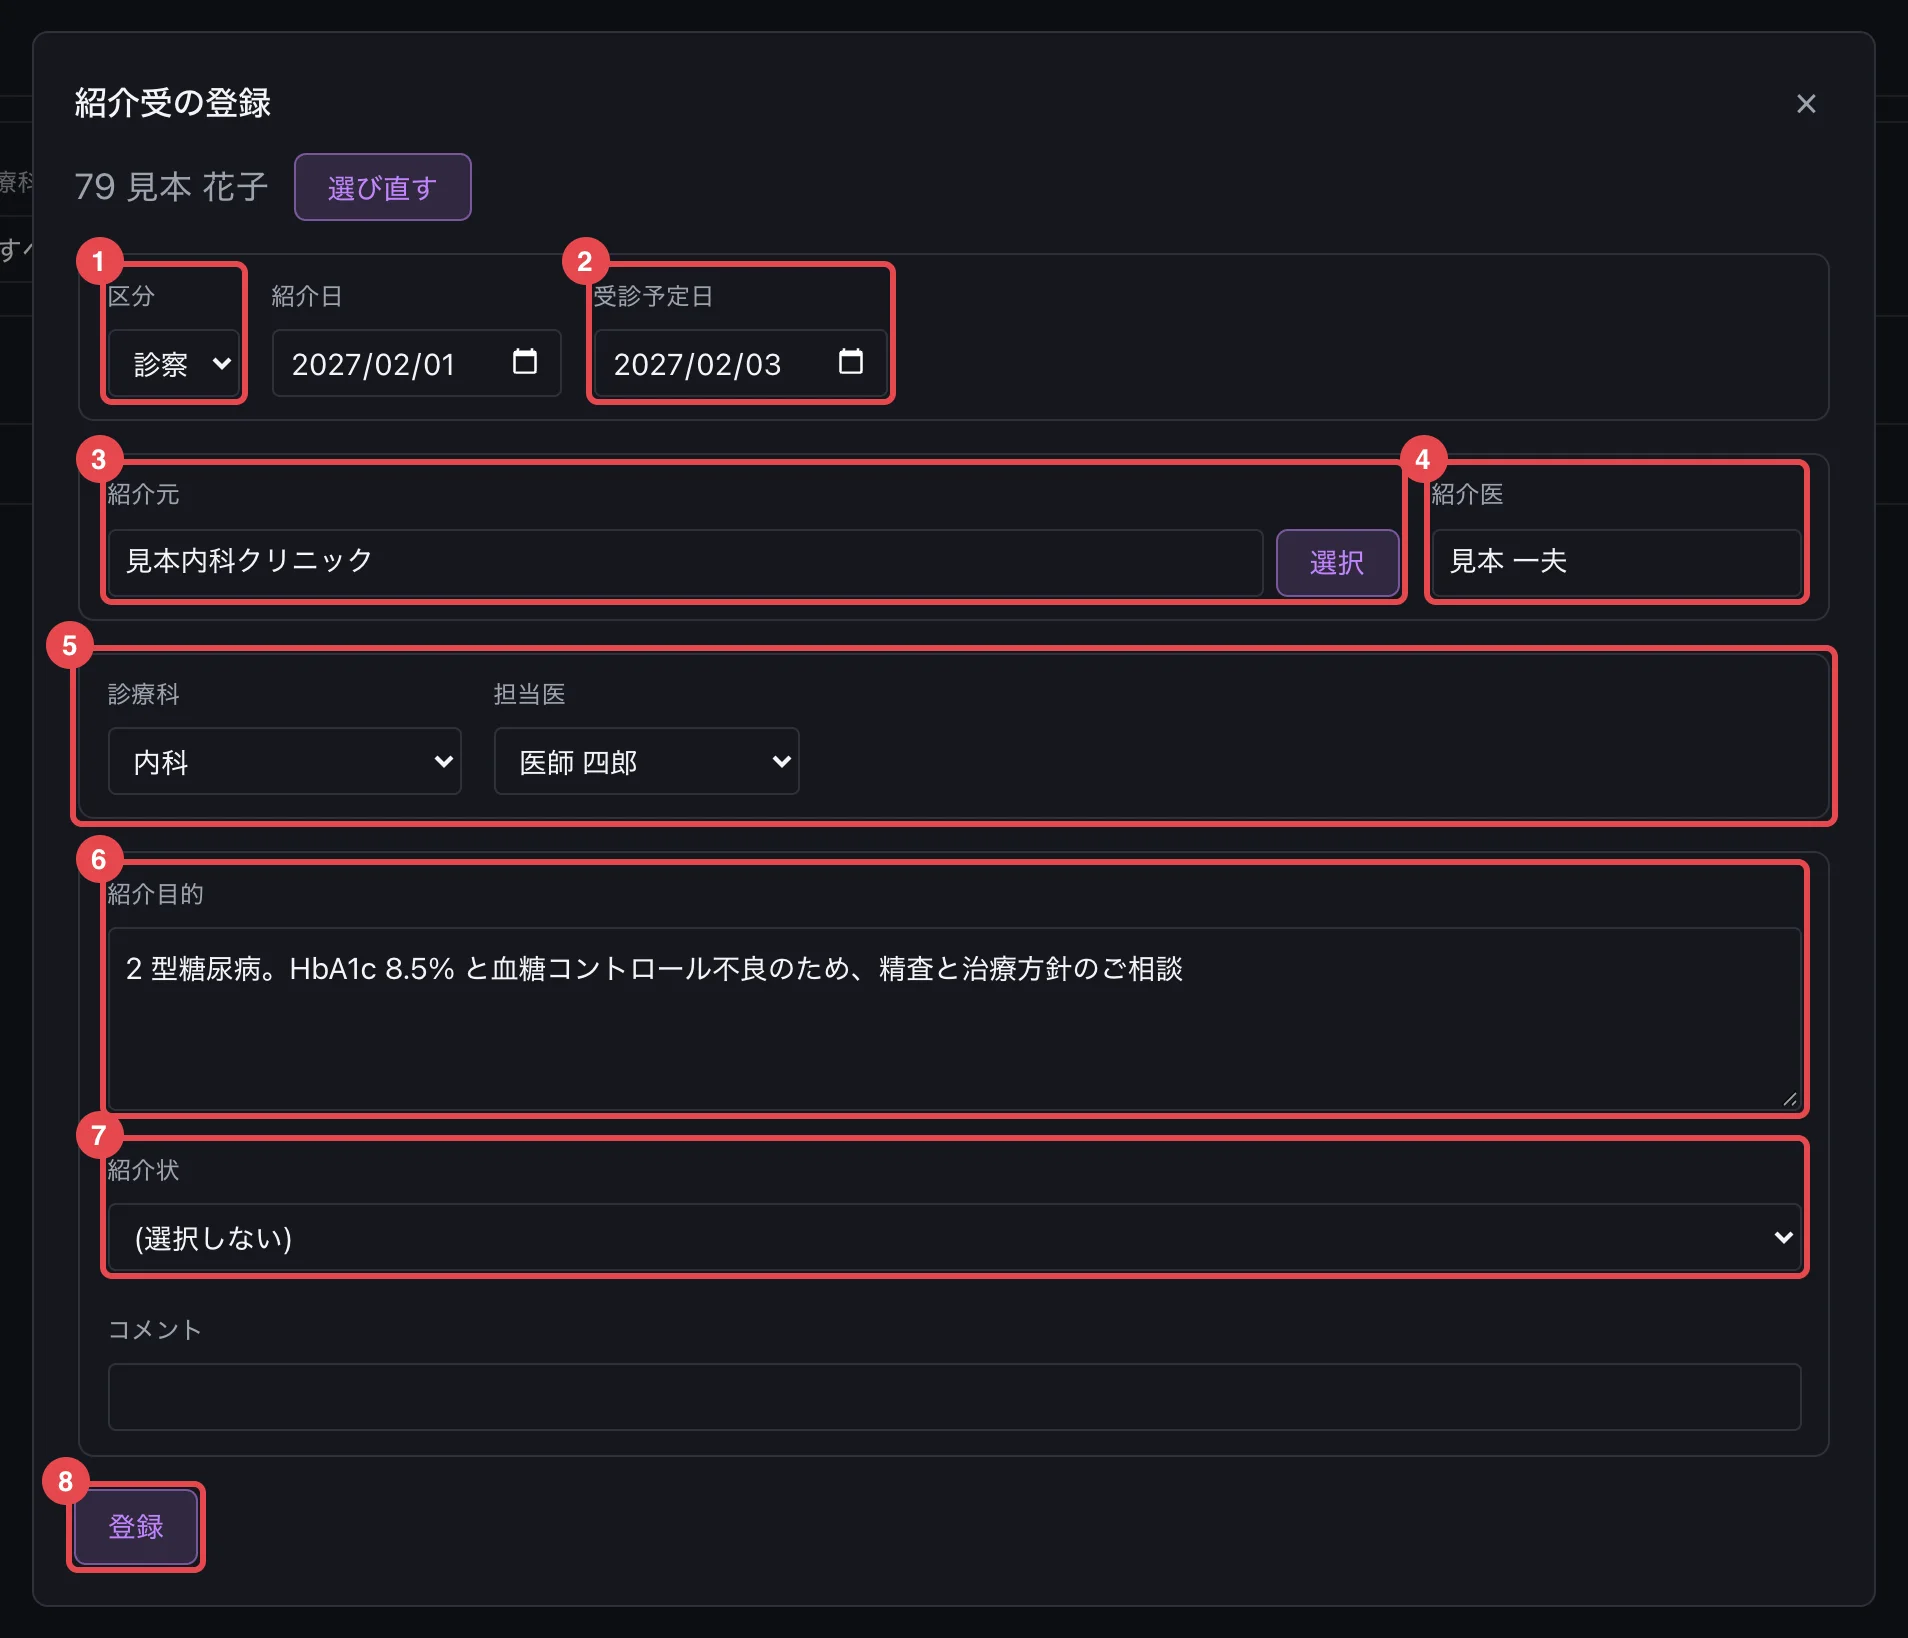 紹介受の登録
×
79 見本 花子
選び直す
1
2
区分
紹介日
受診予定日
診察
2027/02/01
2027/02/03
3
4
紹介元
紹介医
見本内科クリニック
選択
見本 一夫
5
診療科
担当医
内科
医師 四郎
6
紹介目的
2 型糖尿病。HbA1c 8.5% と血糖コントロール不良のため、精査と治療方針のご相談
7
紹介状
(選択しない)
コメント
8
登録